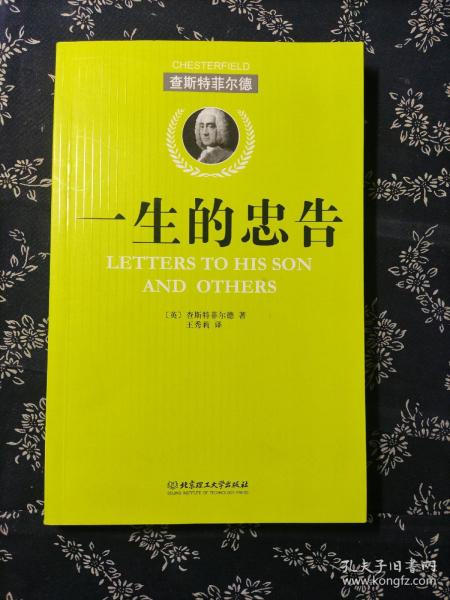 CHESTERFIELD
查斯特菲尔德
一生的忠告
LETTERS TO HIS SON
AND OTHERS
〔英〕查斯特菲尔德 著
王秀莉 译
北京理工大学出版社
BEIJING INSTITUTE OF TECHNOLOGY PRESS
孔夫子旧书网
www.kongfz.com